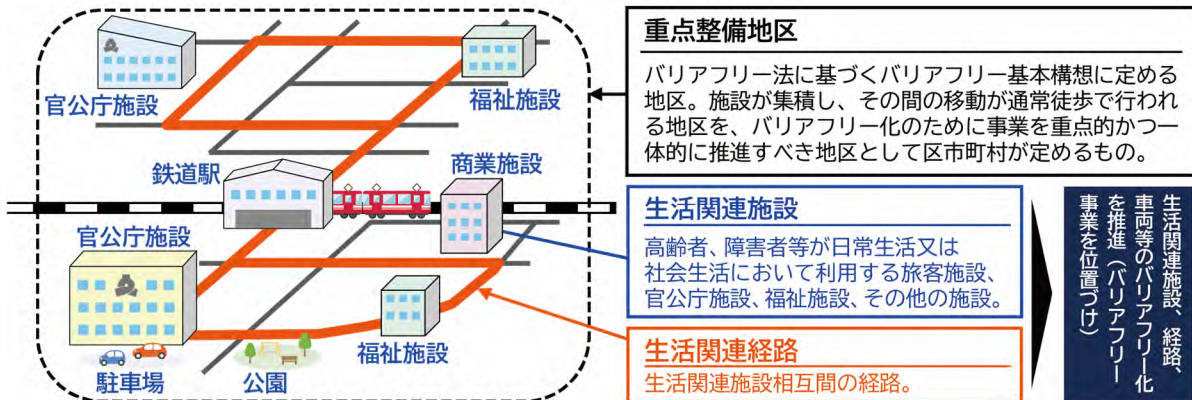 官公庁施設
福祉施設
鉄道駅
商業施設
官公庁施設
福祉施設
駐車場
公園
重点整備地区
バリアフリー法に基づくバリアフリー基本構想に定める
地区。施設が集積し、その間の移動が通常徒歩で行われ
る地区を、バリアフリー化のために事業を重点的かつ一
体的に推進すべき地区として区市町村が定めるもの。
生活関連施設
高齢者、障害者等が日常生活又は
社会生活において利用する旅客施設、
官公庁施設、福祉施設、その他の施設。
生活関連経路
生活関連施設相互間の経路。
生活関連施設、経路、
車両等のバリアフリー化
を推進（バリアフリー
事業を位置づけ）